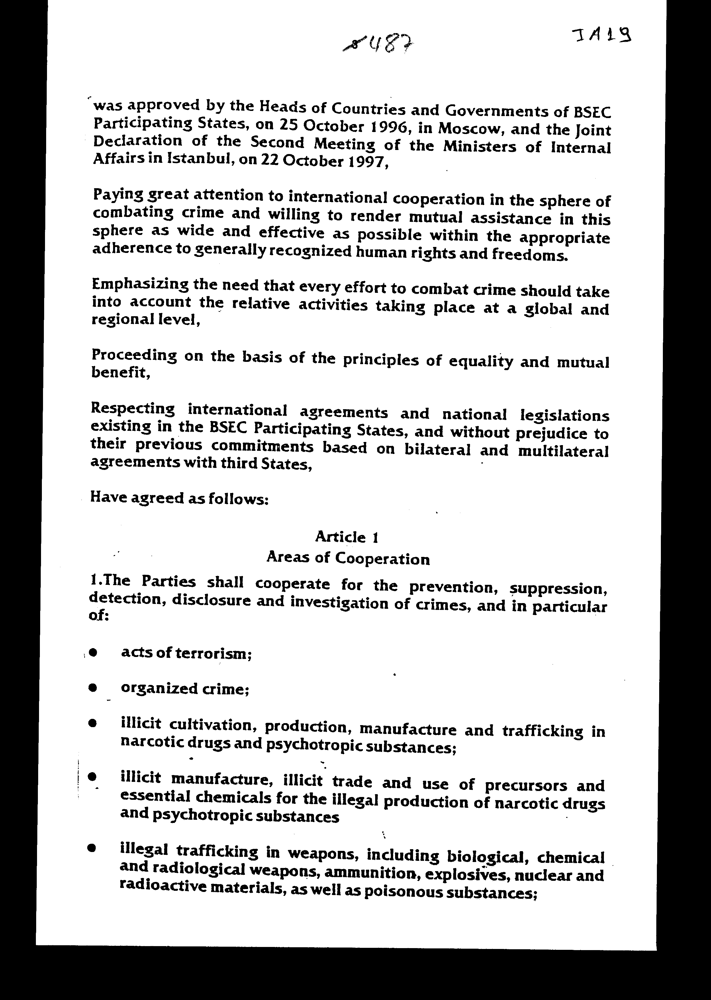 487
JA19
was approved by the Heads of Countries and Governments of BSEC
Participating States, on 25 October 1996, in Moscow, and the Joint
Declaration of the Second Meeting of the Ministers of Internal
Affairs in Istanbul, on 22 October 1997,
Paying great attention to international cooperation in the sphere of
combating crime and willing to render mutual assistance in this
sphere as wide and effective as possible within the appropriate
adherence to generally recognized human rights and freedoms.
Emphasizing the need that every effort to combat crime should take
into account the relative activities taking place at a global and
regional level,
Proceeding on the basis of the principles of equality and mutual
benefit,
Respecting international agreements and national legislations
existing in the BSEC Participating States, and without prejudice to
their previous commitments based on bilateral and multilateral
agreements with third States,
Have agreed as follows:
Article 1
Areas of Cooperation
1.The Parties shall cooperate for the prevention, suppression,
detection, disclosure and investigation of crimes, and in particular
of:
● acts of terrorism;
● organized crime;
● illicit cultivation, production, manufacture and trafficking in
narcotic drugs and psychotropic substances;
● illicit manufacture, illicit trade and use of precursors and
essential chemicals for the illegal production of narcotic drugs
and psychotropic substances
● illegal trafficking in weapons, including biological, chemical
and radiological weapons, ammunition, explosives, nuclear and
radioactive materials, as well as poisonous substances;